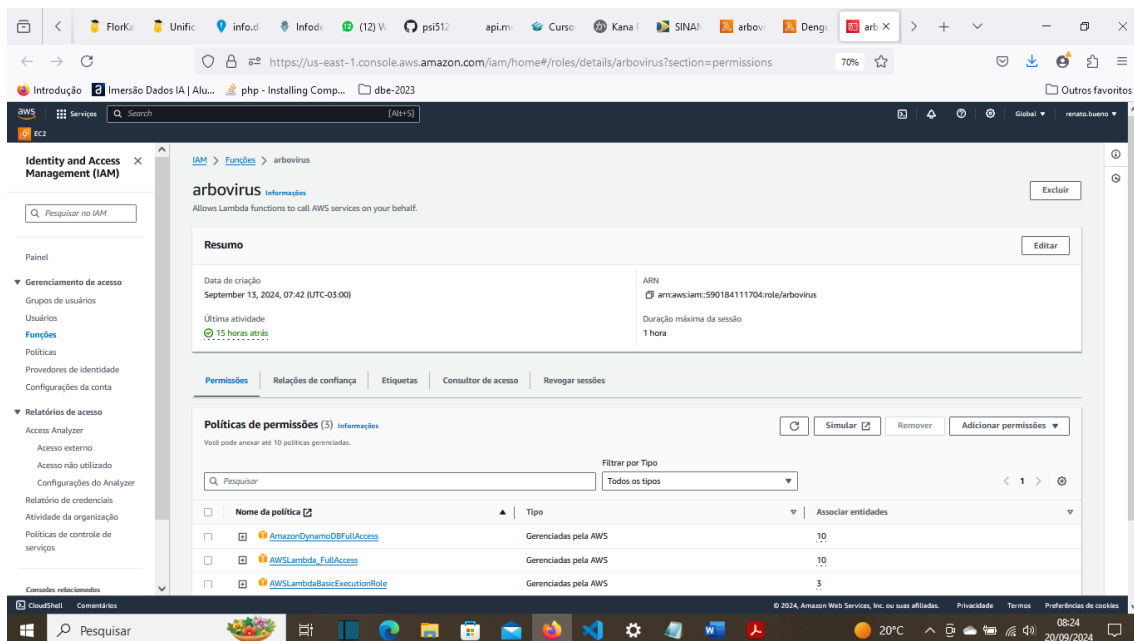 FlorKa
Unific
info.d
Infode
(12) W
psi512
api.m
Curso
Kana
SINAN
arbovi
Dengu
arb
https://us-east-1.console.aws.amazon.com/iam/home#/roles/details/arbovirus?section=permissions
70%
Introdução
Imersão Dados IA | Alu...
php - Installing Comp...
dbe-2023
Outros favoritos
aws
Serviços
Search
[Alt+S]
Global
renato.bueno
EC2
Identity and Access
Management (IAM)
Pesquisar no IAM
Painel
Gerenciamento de acesso
Grupos de usuários
Usuários
Funções
Políticas
Provedores de identidade
Configurações da conta
Relatórios de acesso
Access Analyzer
Acesso externo
Acesso não utilizado
Configurações do Analyzer
Relatório de credenciais
Atividade da organização
Políticas de controle de
serviços
Consoles relacionados
IAM > Funções > arbovirus
arbovirus Informações
Excluir
Allows Lambda functions to call AWS services on your behalf.
Resumo
Editar
Data de criação
September 13, 2024, 07:42 (UTC-03:00)
ARN
arn:aws:iam::590184111704:role/arbovirus
Última atividade
15 horas atrás
Duração máxima da sessão
1 hora
Permissões
Relações de confiança
Etiquetas
Consultor de acesso
Revogar sessões
Políticas de permissões (3) Informações
Você pode anexar até 10 políticas gerenciadas.
Simular
Remover
Adicionar permissões
Filtrar por Tipo
Pesquisar
Todos os tipos
1
Nome da política
Tipo
Associar entidades
AmazonDynamoDBFullAccess
Gerenciadas pela AWS
10
AWSLambda_FullAccess
Gerenciadas pela AWS
10
AWSLambdaBasicExecutionRole
Gerenciadas pela AWS
3
CloudShell
Comentários
© 2024, Amazon Web Services, Inc. ou suas afiliadas.
Privacidade
Termos
Preferências de cookies
Pesquisar
20°C
08:24
20/09/2024